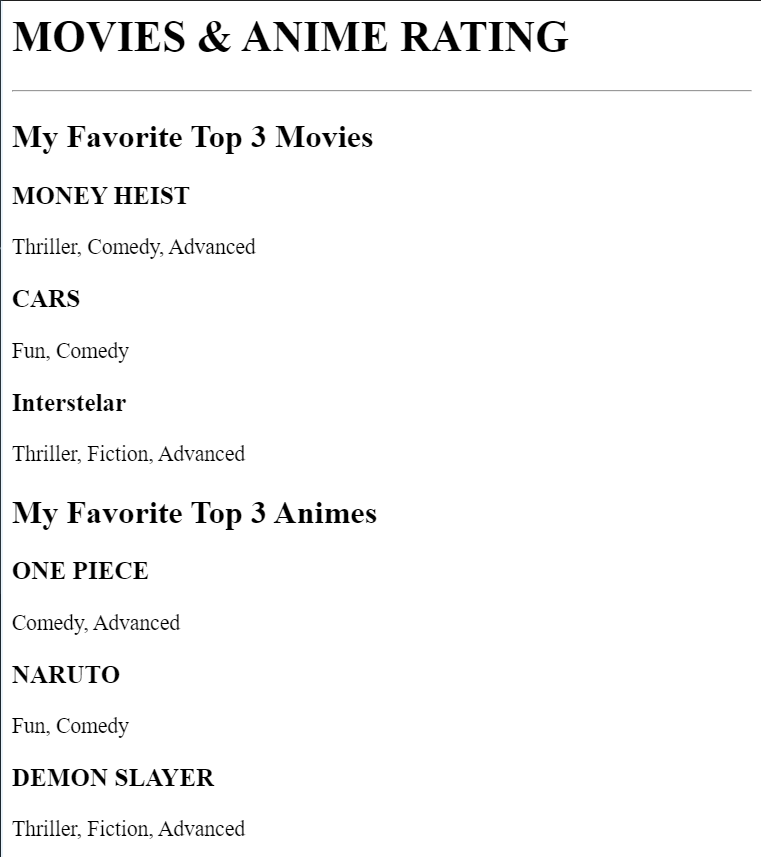 MOVIES & ANIME RATING
My Favorite Top 3 Movies
MONEY HEIST
Thriller, Comedy, Advanced
CARS
Fun, Comedy
Interstelar
Thriller, Fiction, Advanced
My Favorite Top 3 Animes
ONE PIECE
Comedy, Advanced
NARUTO
Fun, Comedy
DEMON SLAYER
Thriller, Fiction, Advanced